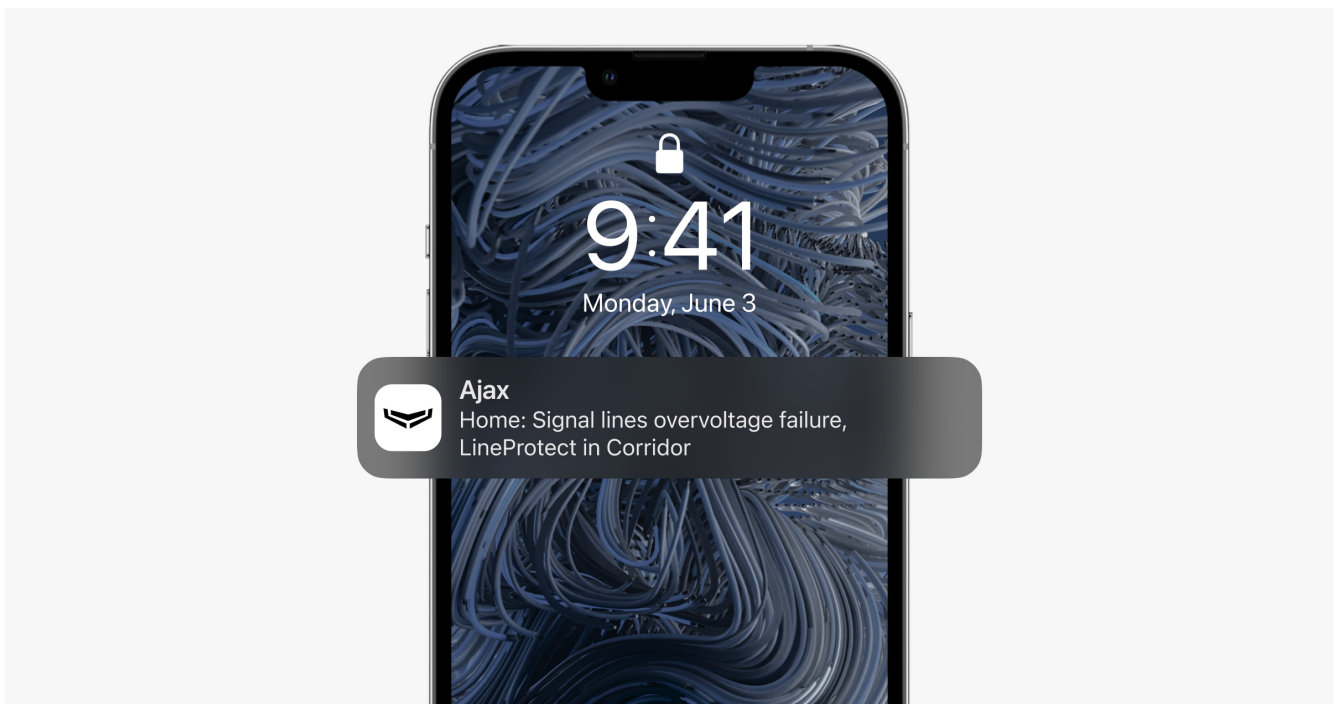 9:41
Monday, June 3
Ajax
Home: Signal lines overvoltage failure,
LineProtect in Corridor